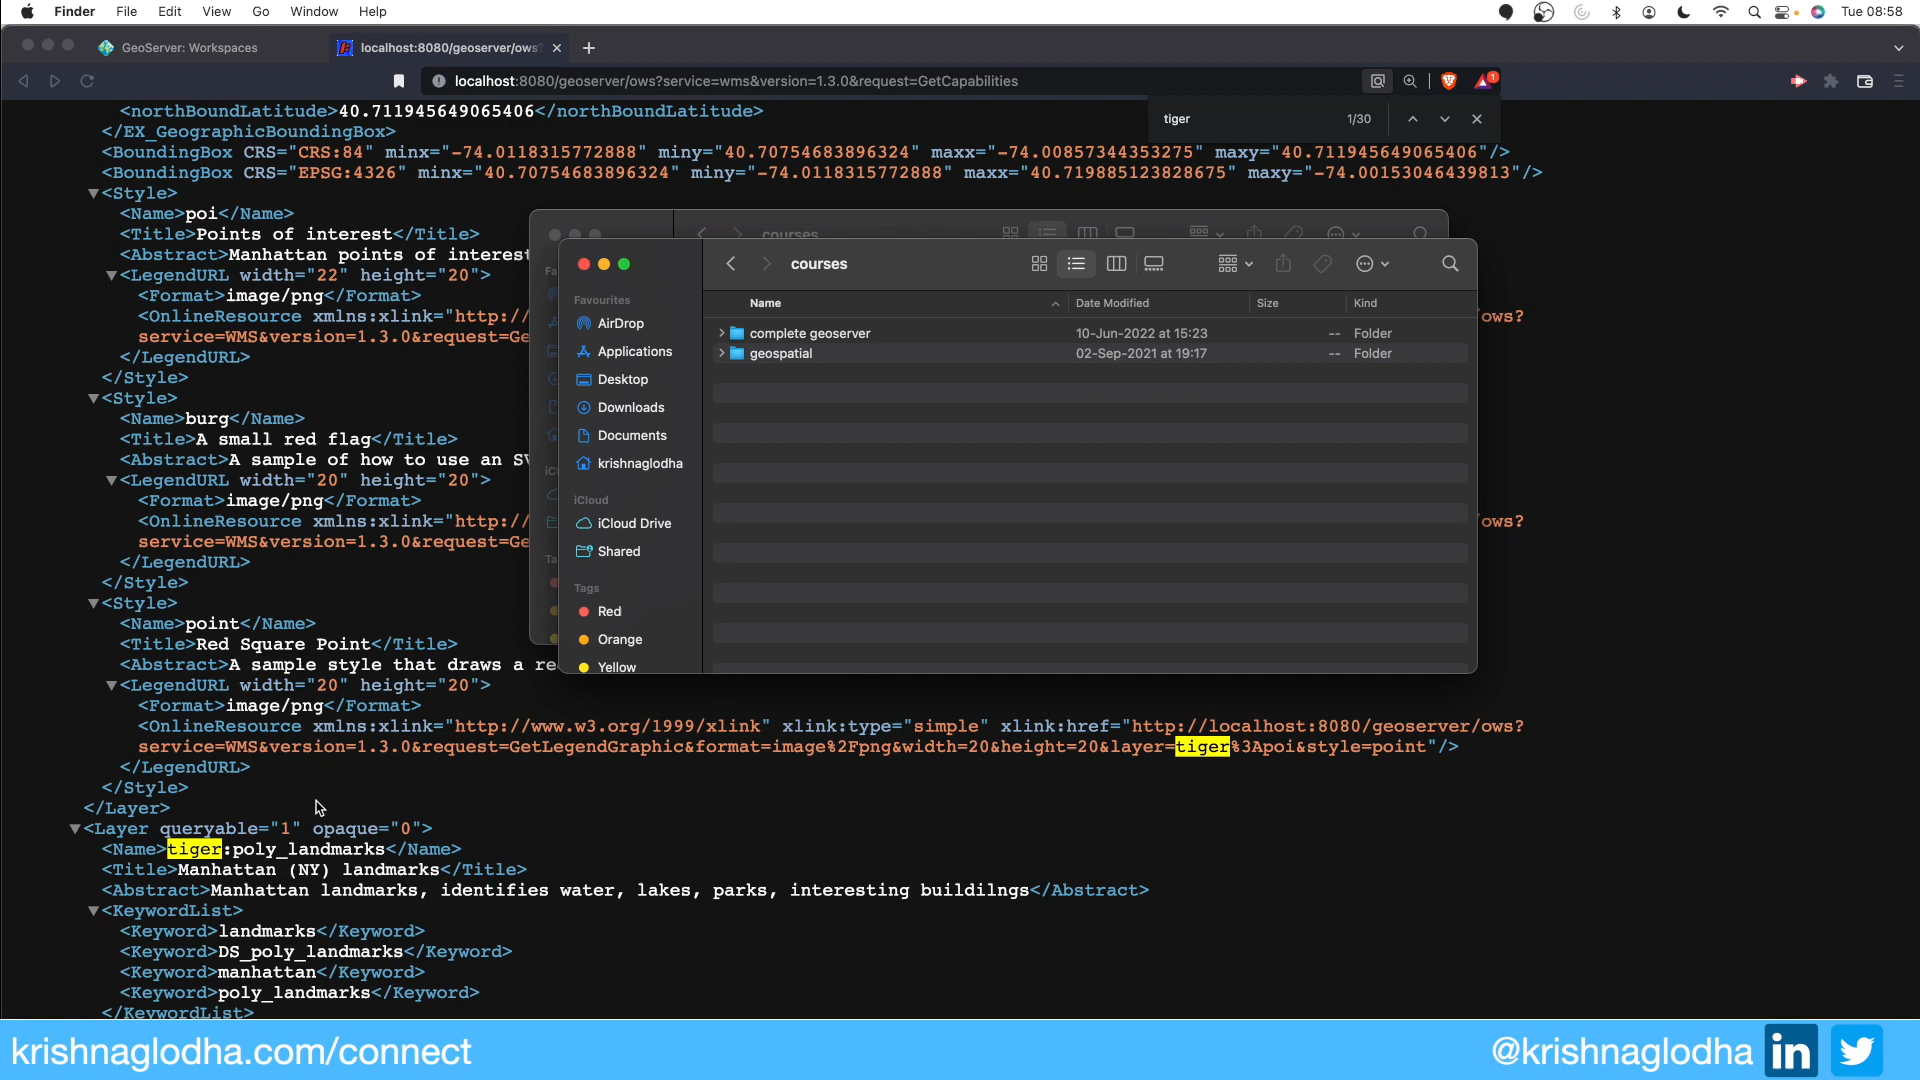 Finder File Edit View Go Window Help Tue 08:58
GeoServer: Workspaces localhost:8080/geoserver/ows?
localhost:8080/geoserver/ows?service=wms&version=1.3.0&request=GetCapabilities 1
tiger 1/30
<northBoundLatitude>40.711945649065406</northBoundLatitude>
</EX_GeographicBoundingBox>
<BoundingBox CRS="CRS:84" minx="-74.0118315772888" miny="40.70754683896324" maxx="-74.00857344353275" maxy="40.711945649065406"/>
<BoundingBox CRS="EPSG:4326" minx="40.70754683896324" miny="-74.0118315772888" maxx="40.719885123828675" maxy="-74.00153046439813"/>
▼<Style>
<Name>poi</Name>
<Title>Points of interest</Title>
<Abstract>Manhattan points of interest
▼<LegendURL width="22" height="20">
<Format>image/png</Format>
<OnlineResource xmlns:xlink="http:// ows?
service=WMS&version=1.3.0&request=Ge
</LegendURL>
</Style>
▼<Style>
<Name>burg</Name>
<Title>A small red flag</Title>
<Abstract>A sample of how to use an SV
▼<LegendURL width="20" height="20">
<Format>image/png</Format>
<OnlineResource xmlns:xlink="http:// ows?
service=WMS&version=1.3.0&request=Ge
</LegendURL>
</Style>
▼<Style>
<Name>point</Name>
<Title>Red Square Point</Title>
<Abstract>A sample style that draws a re
▼<LegendURL width="20" height="20">
<Format>image/png</Format>
<OnlineResource xmlns:xlink="http://www.w3.org/1999/xlink" xlink:type="simple" xlink:href="http://localhost:8080/geoserver/ows?
service=WMS&version=1.3.0&request=GetLegendGraphic&format=image%2Fpng&width=20&height=20&layer=tiger%3Apoi&style=point"/>
</LegendURL>
</Style>
</Layer>
▼<Layer queryable="1" opaque="0">
<Name>tiger:poly_landmarks</Name>
<Title>Manhattan (NY) landmarks</Title>
<Abstract>Manhattan landmarks, identifies water, lakes, parks, interesting buildilngs</Abstract>
▼<KeywordList>
<Keyword>landmarks</Keyword>
<Keyword>DS_poly_landmarks</Keyword>
<Keyword>manhattan</Keyword>
<Keyword>poly_landmarks</Keyword>
</KeywordList>
courses
Fa
iCl
Ta
courses
Favourites
AirDrop
Applications
Desktop
Downloads
Documents
krishnaglodha
iCloud
iCloud Drive
Shared
Tags
Red
Orange
Yellow
Name Date Modified Size Kind
complete geoserver 10-Jun-2022 at 15:23 -- Folder
geospatial 02-Sep-2021 at 19:17 -- Folder
krishnaglodha.com/connect @krishnaglodha in